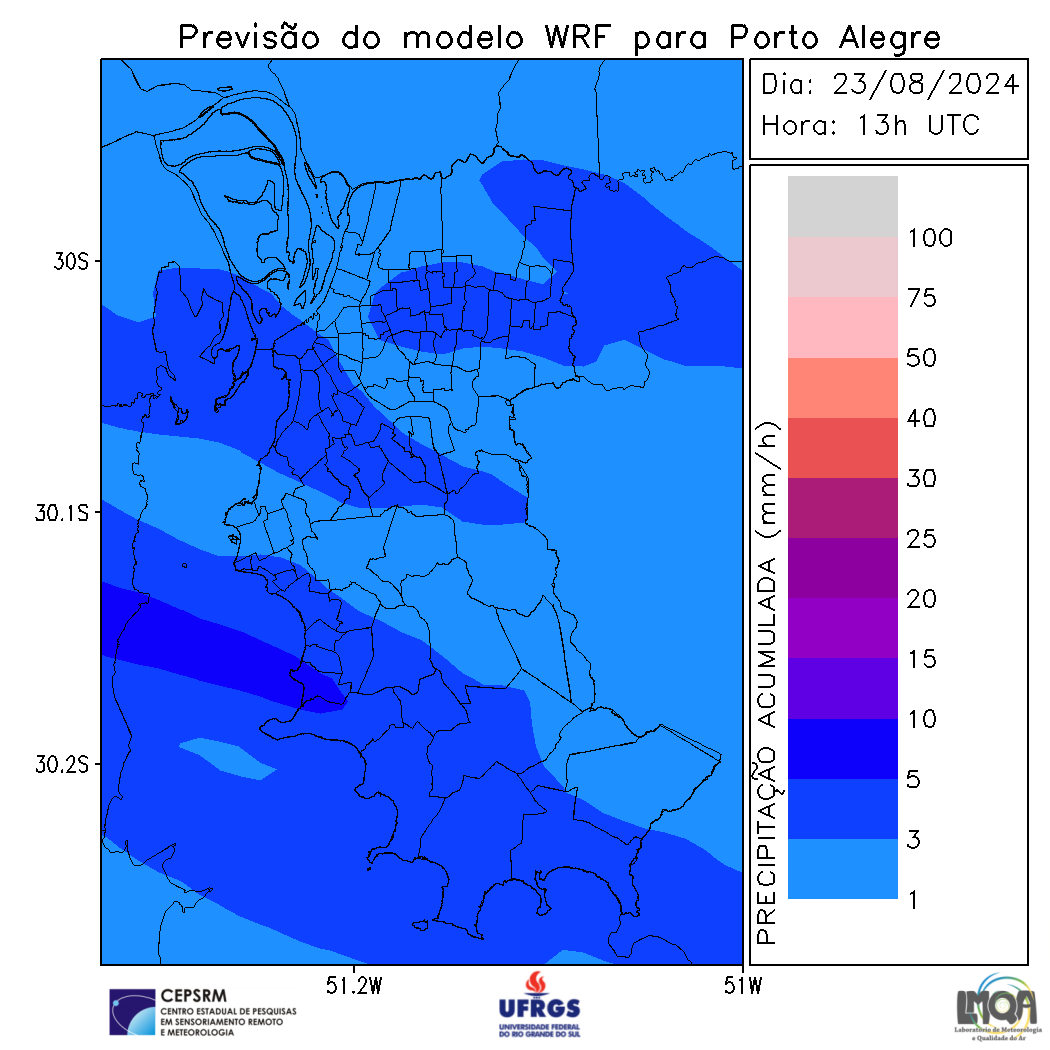 Previsão do modelo WRF para Porto Alegre
Dia: 23/08/2024
Hora: 13h UTC
30S
30.1S
30.2S
51.2W
51W
PRECIPITAÇÃO ACUMULADA (mm/h)
100
75
50
40
30
25
20
15
10
5
3
1
CEPSRM
CENTRO ESTADUAL DE PESQUISAS
EM SENSORIAMENTO REMOTO
E METEOROLOGIA
UFRGS
UNIVERSIDADE FEDERAL
DO RIO GRANDE DO SUL
LMQA
Laboratório de Meteorologia
e Qualidade do Ar